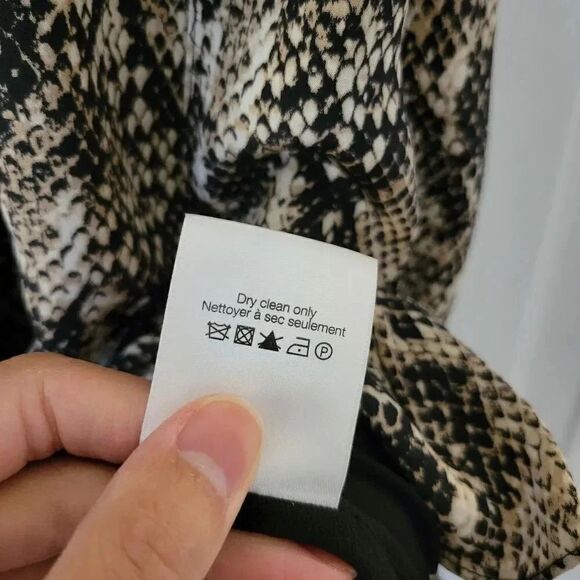 Dry clean only
Nettoyer à sec seulement
P